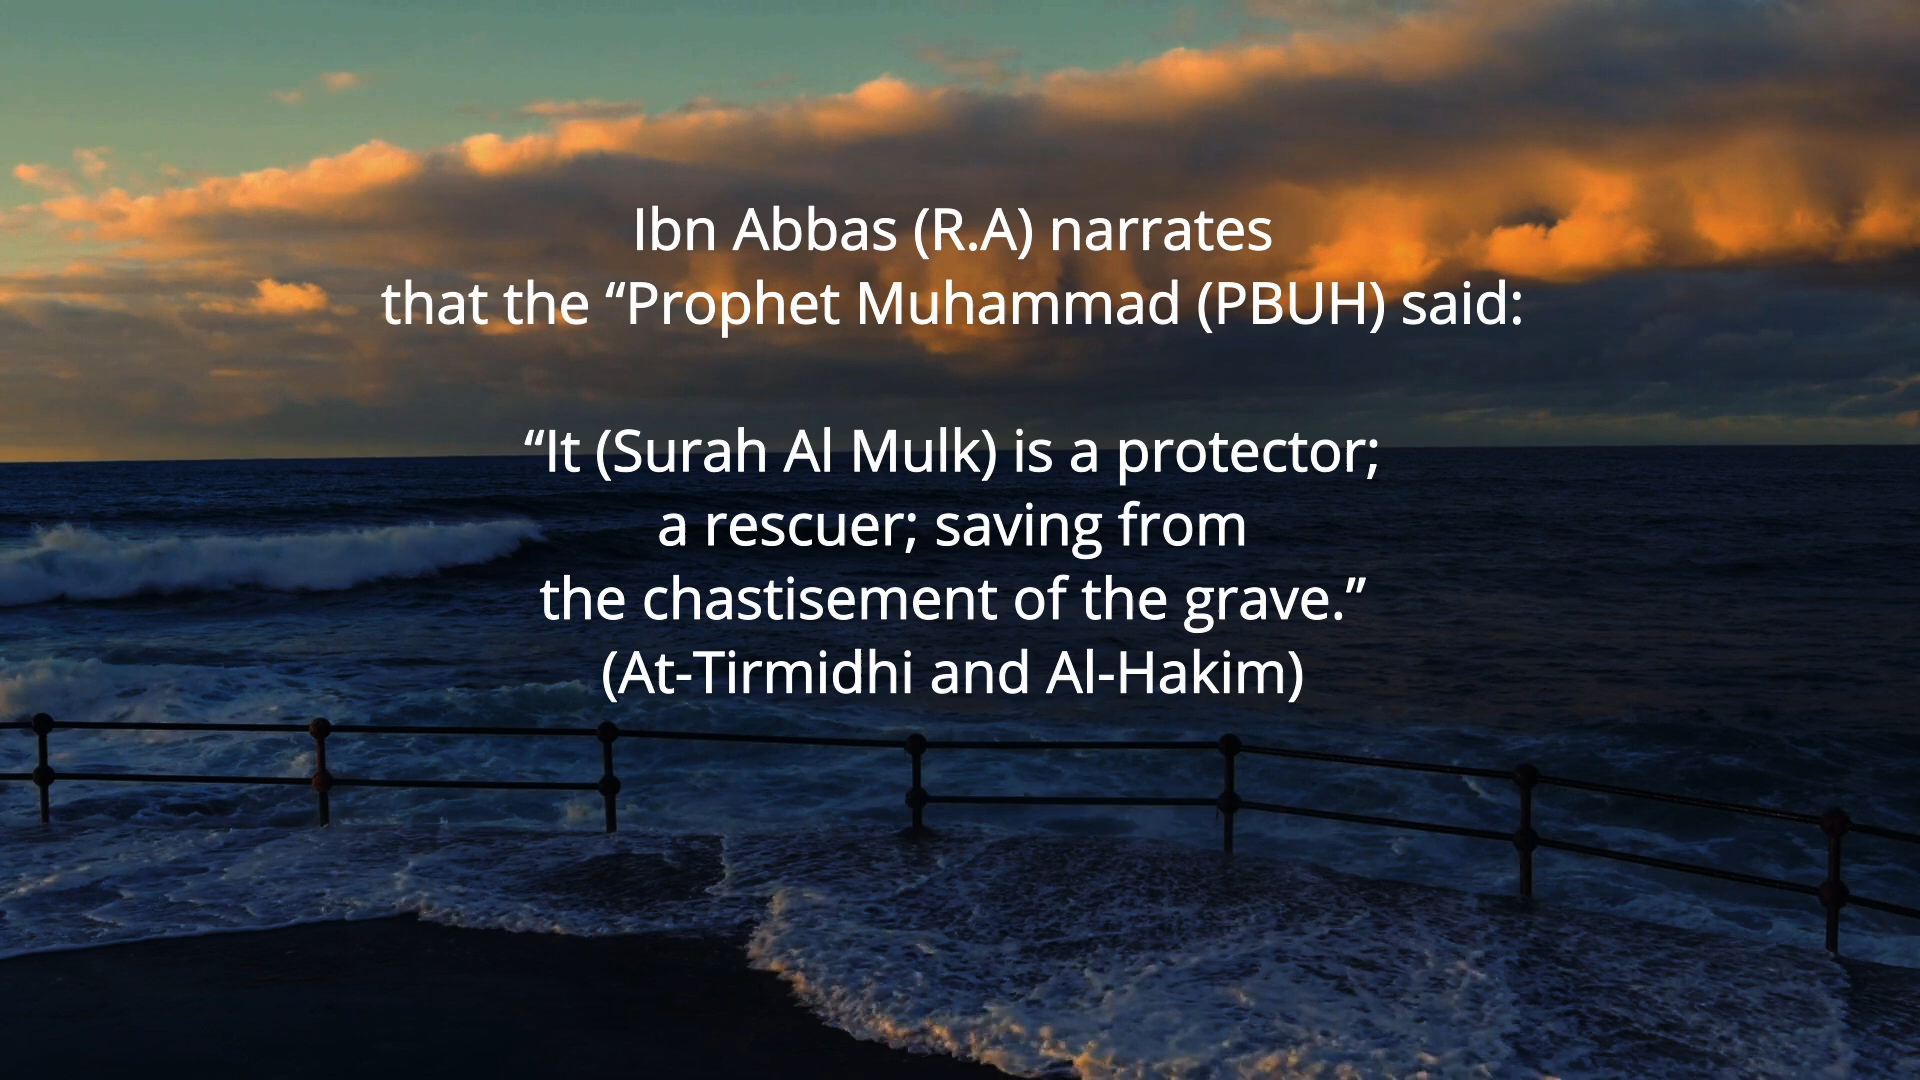 Ibn Abbas (R.A) narrates
that the “Prophet Muhammad (PBUH) said:
“It (Surah Al Mulk) is a protector;
a rescuer; saving from
the chastisement of the grave.”
(At-Tirmidhi and Al-Hakim)